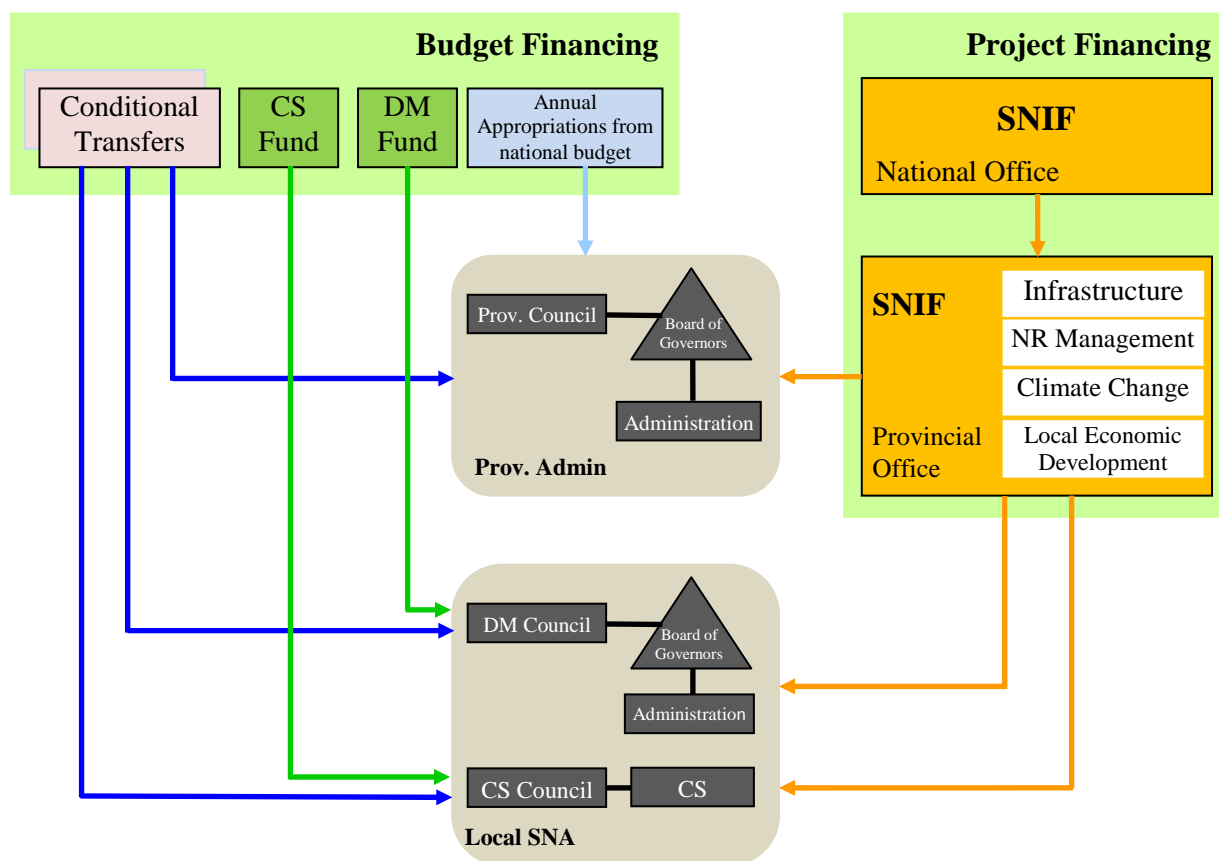 Budget Financing
Conditional
Transfers
CS
Fund
DM
Fund
Annual
Appropriations from
national budget
Project Financing
SNIF
National Office
SNIF
Provincial
Office
Infrastructure
NR Management
Climate Change
Local Economic
Development
Prov. Council
Board of
Governors
Administration
Prov. Admin
DM Council
Board of
Governors
Administration
CS Council
CS
Local SNA